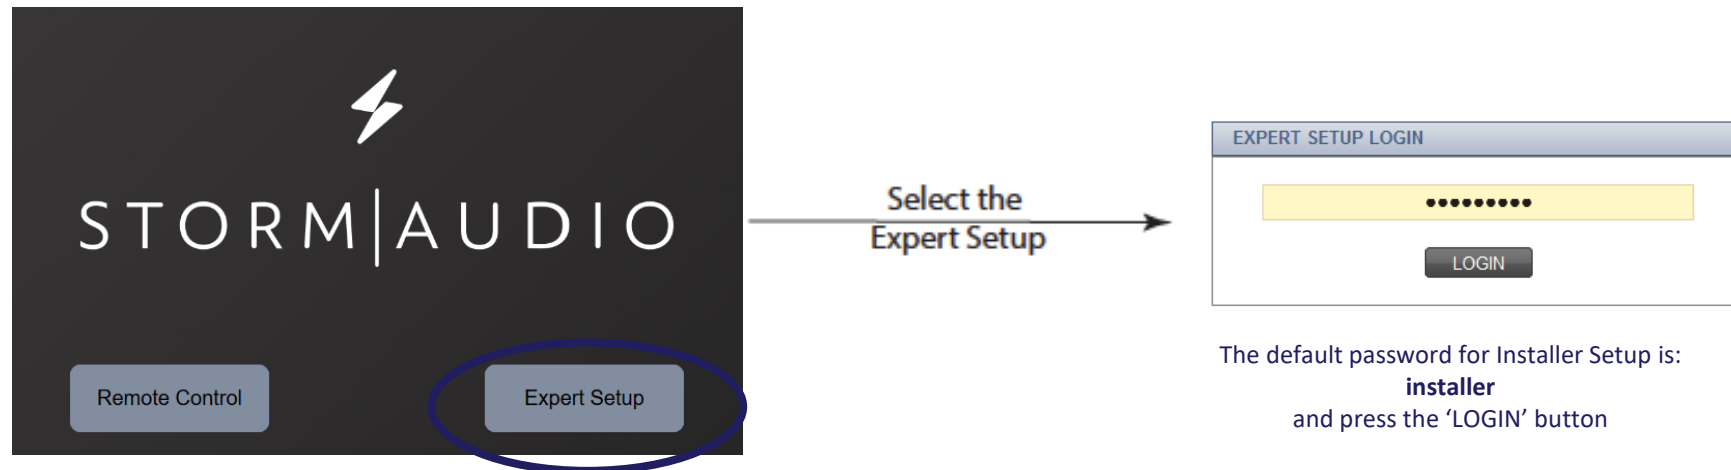 STORM|AUDIO
Remote Control
Expert Setup
Select the
Expert Setup
EXPERT SETUP LOGIN
•••••••••
LOGIN
The default password for Installer Setup is:
installer
and press the ‘LOGIN’ button